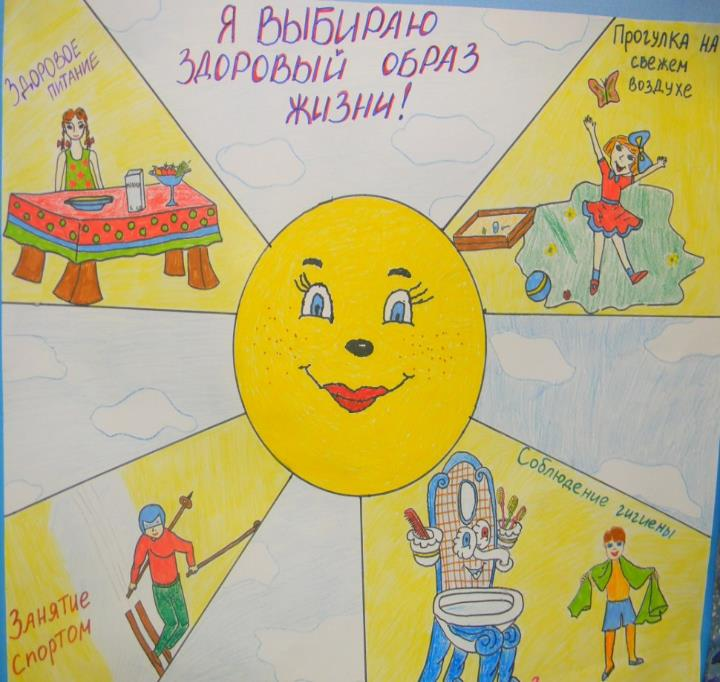 Я ВЫБИРАЮ
ЗДОРОВЫЙ ОБРАЗ
ЖИЗНИ!
ЗДОРОВОЕ
ПИТАНИЕ
Прогулка на
свежем
воздухе
Занятие
спортом
Соблюдение гигиены